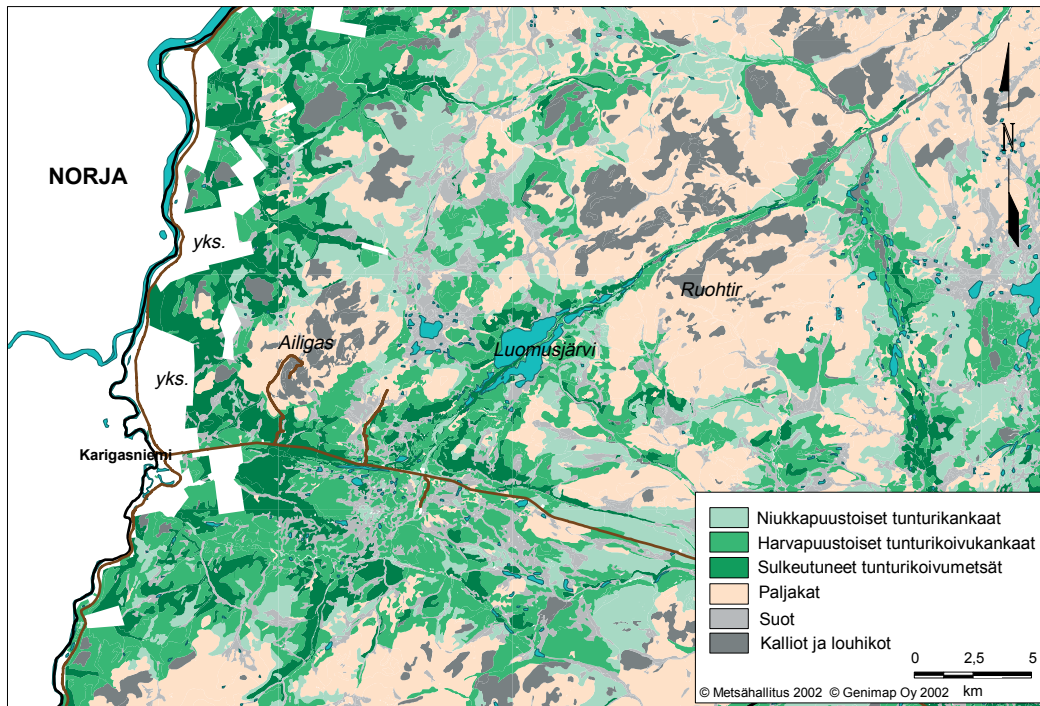 NORJA
N
yks.
Ruohtir
Ailigas
Luomusjärvi
yks.
Karigasniemi
Niukkapuustoiset tunturikankaat
Harvapuustoiset tunturikoivukankaat
Sulkeutuneet tunturikoivumetsät
Paljakat
Suot
Kalliot ja louhikot
0 2,5 5
© Metsähallitus 2002 © Genimap Oy 2002 km